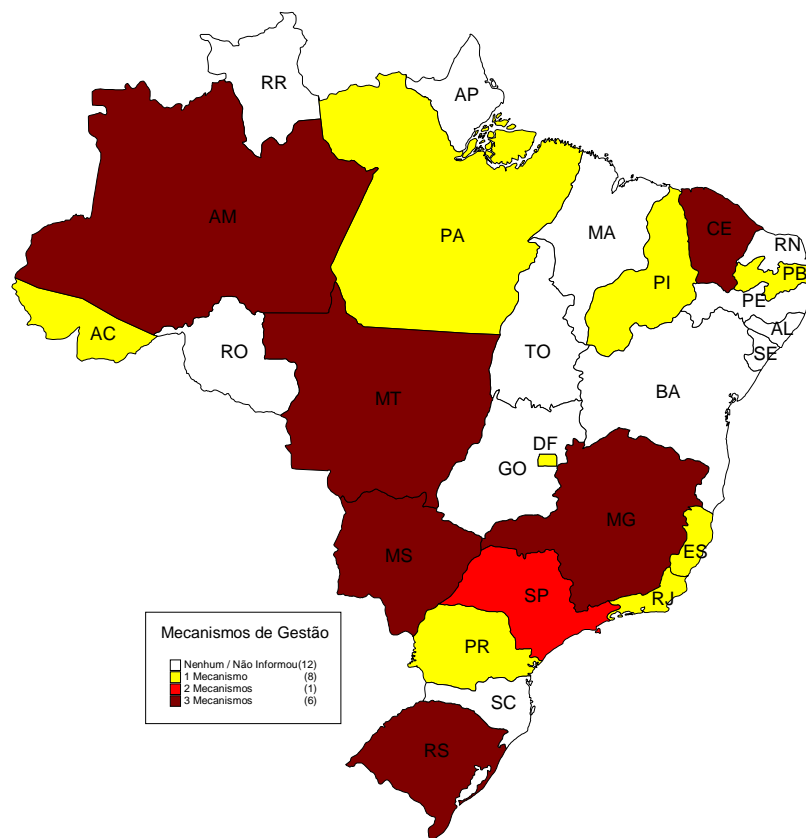 RR
AP
AM
PA
MA
CE
RN
PI
PB
PE
AC
RO
TO
AL
SE
MT
BA
DF
GO
MG
MS
ES
SP
RJ
PR
SC
RS
Mecanismos de Gestão
Nenhum / Não Informou(12)
1 Mecanismo (8)
2 Mecanismos (1)
3 Mecanismos (6)